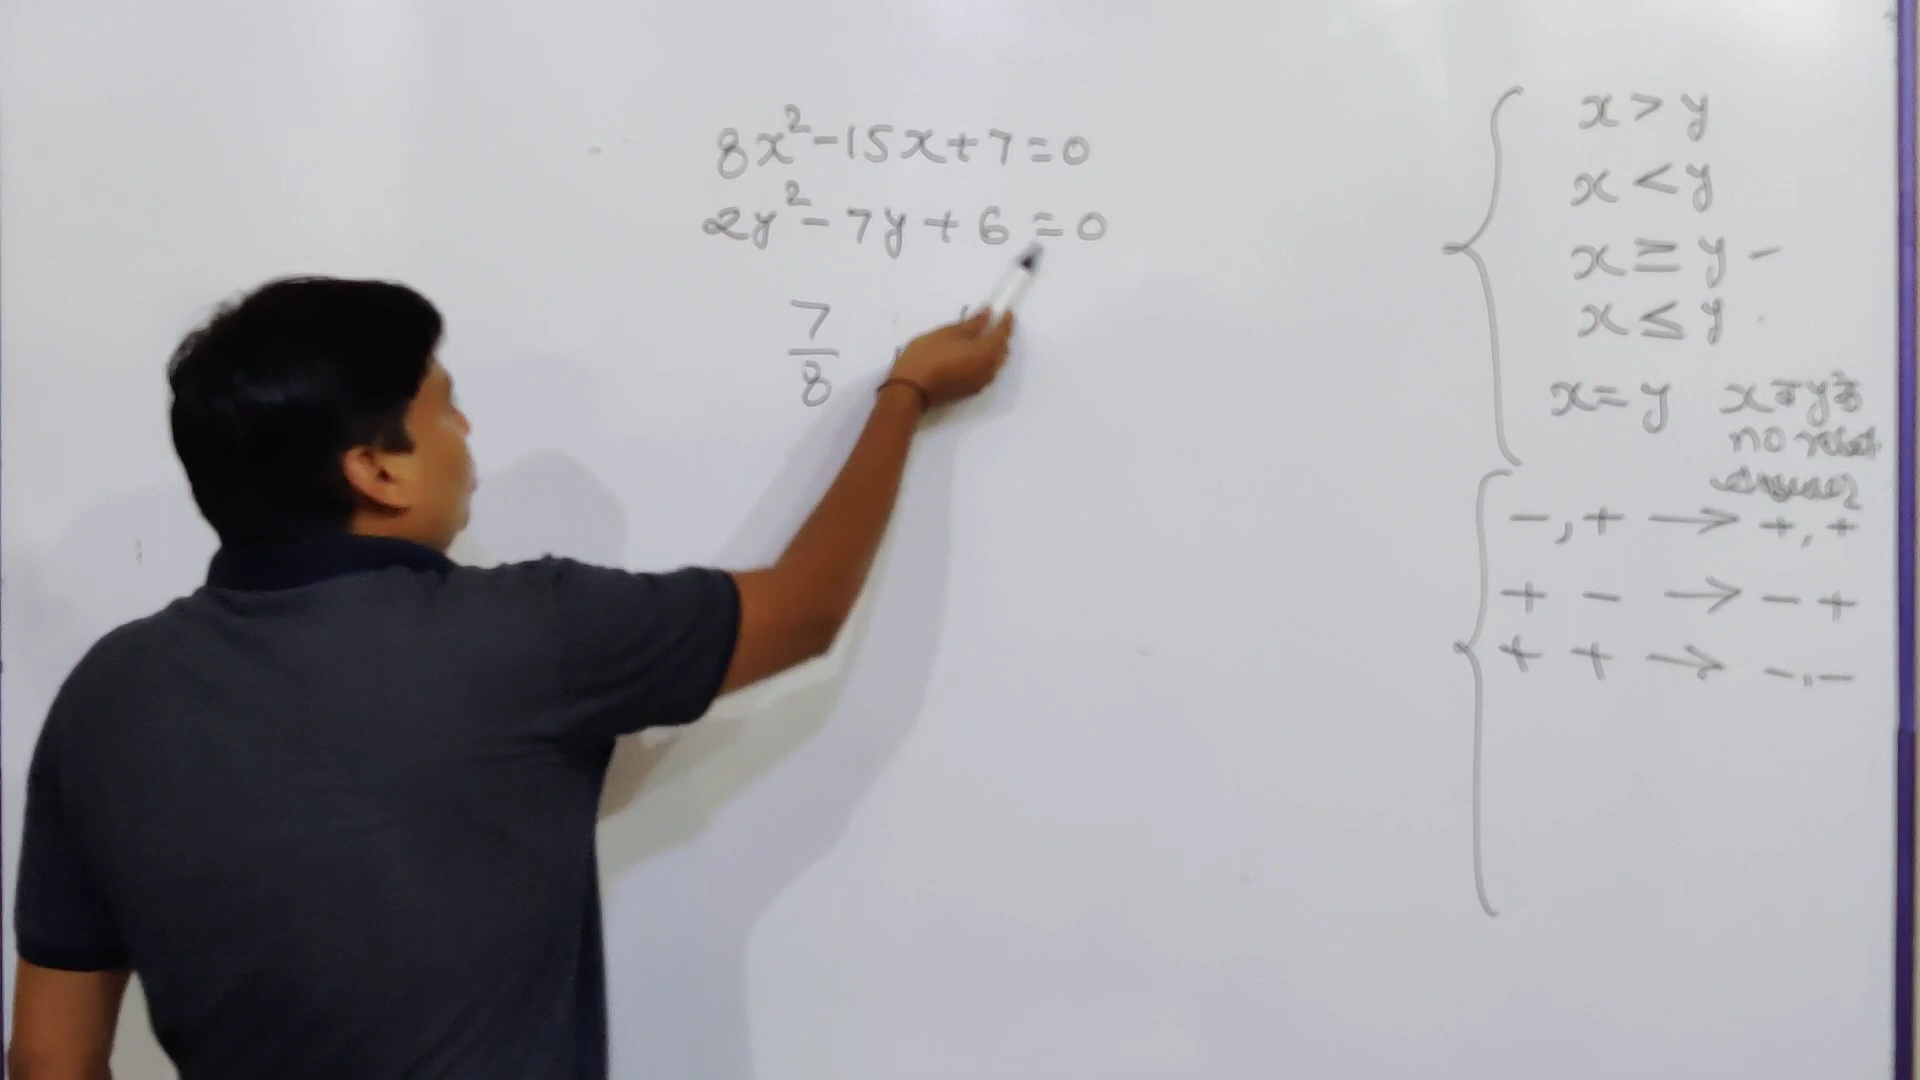 8x²-15x+7=0
2y²-7y+6=0
7
8
x>y
x<y
x≥y-
x≤y
x=y
no
-,+ → +,+
+ - → - +
+ + → -,-